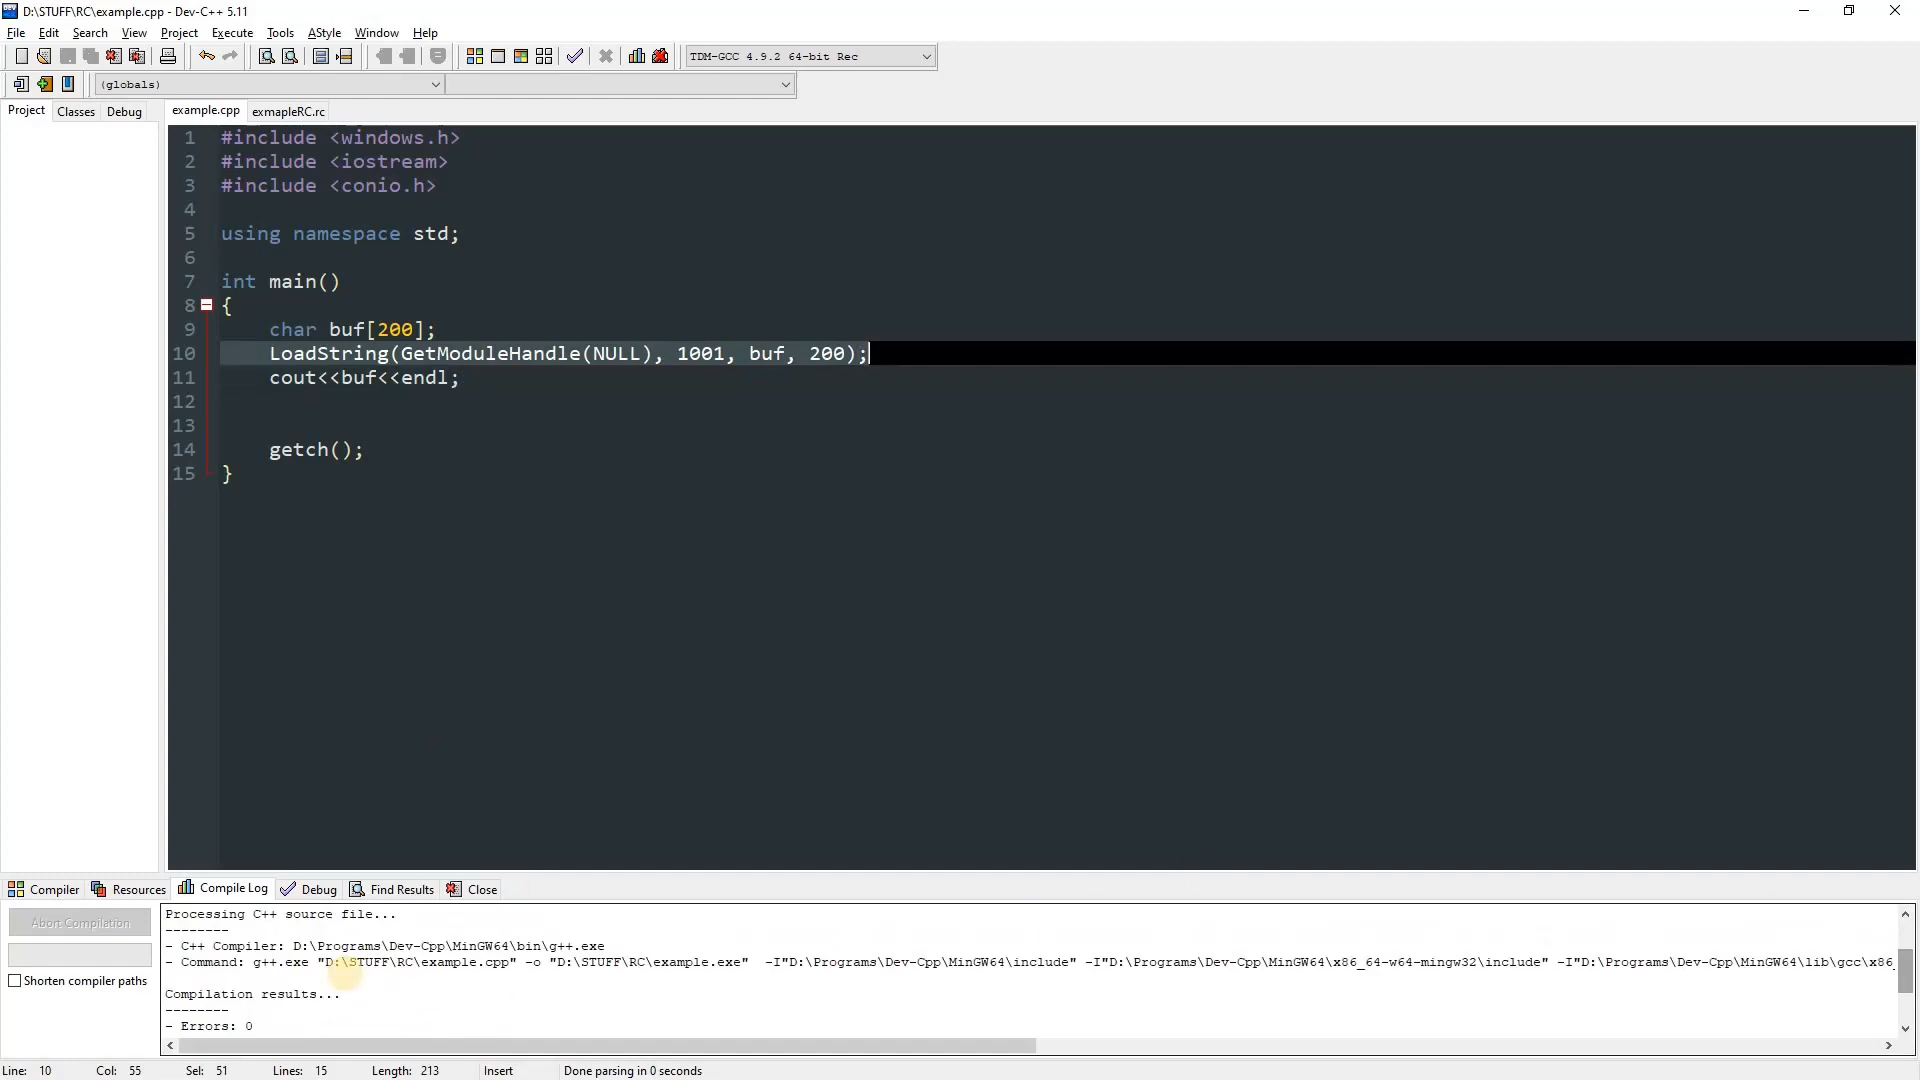 D:\STUFF\RC\example.cpp - Dev-C++ 5.11
File Edit Search View Project Execute Tools AStyle Window Help
TDM-GCC 4.9.2 64-bit Rec
(globals)
Project Classes Debug example.cpp exmapleRC.rc
1 #include <windows.h>
2 #include <iostream>
3 #include <conio.h>
4
5 using namespace std;
6
7 int main()
8 {
9 char buf[200];
10 LoadString(GetModuleHandle(NULL), 1001, buf, 200);
11 cout<<buf<<endl;
12
13
14 getch();
15 }
Compiler Resources Compile Log Debug Find Results Close
Abort Compilation
Shorten compiler paths
Processing C++ source file...
--------
- C++ Compiler: D:\Programs\Dev-Cpp\MinGW64\bin\g++.exe
- Command: g++.exe "D:\STUFF\RC\example.cpp" -o "D:\STUFF\RC\example.exe" -I"D:\Programs\Dev-Cpp\MinGW64\include" -I"D:\Programs\Dev-Cpp\MinGW64\x86_64-w64-mingw32\include" -I"D:\Programs\Dev-Cpp\MinGW64\lib\gcc\x86_
Compilation results...
--------
- Errors: 0
Line: 10 Col: 55 Sel: 51 Lines: 15 Length: 213 Insert Done parsing in 0 seconds